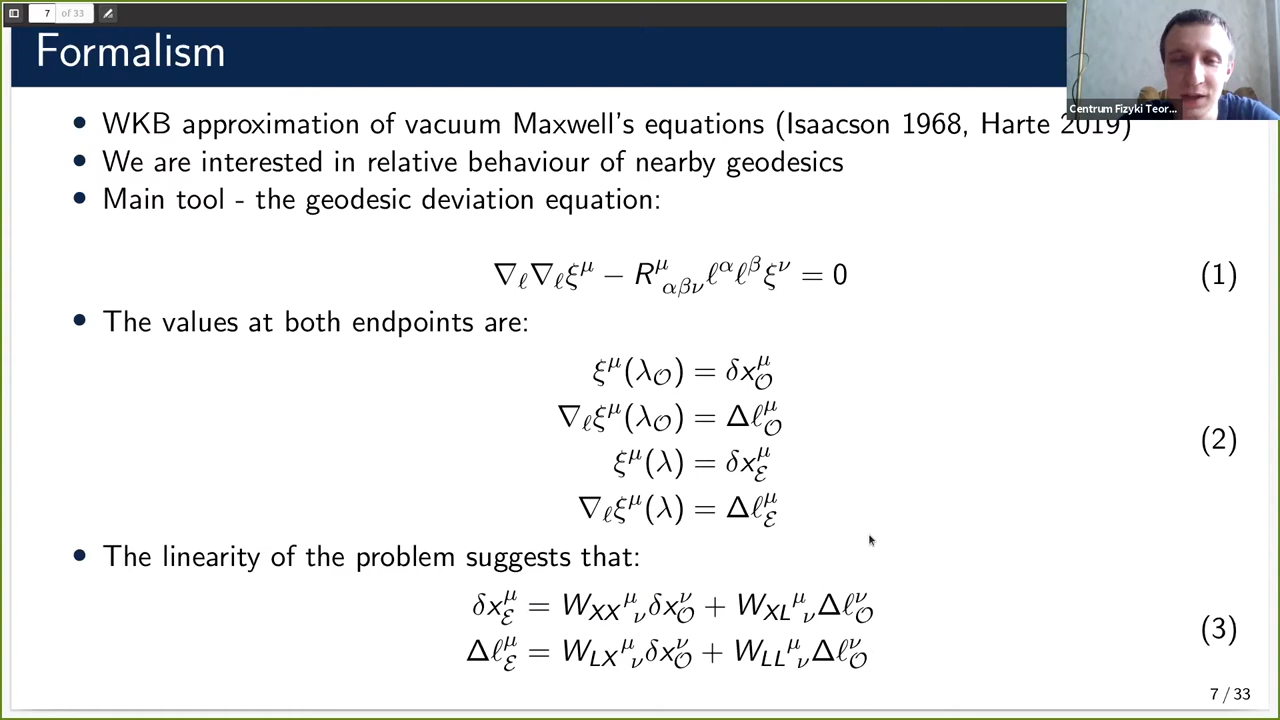 7 of 33
Formalism
Centrum Fizyki Teor...
• WKB approximation of vacuum Maxwell's equations (Isaacson 1968, Harte 2019)
• We are interested in relative behaviour of nearby geodesics
• Main tool - the geodesic deviation equation:
∇_ℓ∇_ℓξ^μ − R^μ_{αβν}ℓ^αℓ^βξ^ν = 0 (1)
• The values at both endpoints are:
ξ^μ(λ_𝒪) = δx^μ_𝒪
∇_ℓξ^μ(λ_𝒪) = Δℓ^μ_𝒪
(2)
ξ^μ(λ) = δx^μ_ℰ
∇_ℓξ^μ(λ) = Δℓ^μ_ℰ
• The linearity of the problem suggests that:
δx^μ_ℰ = W_{XX}^μ_ν δx^ν_𝒪 + W_{XL}^μ_ν Δℓ^ν_𝒪
(3)
Δℓ^μ_ℰ = W_{LX}^μ_ν δx^ν_𝒪 + W_{LL}^μ_ν Δℓ^ν_𝒪
7 / 33